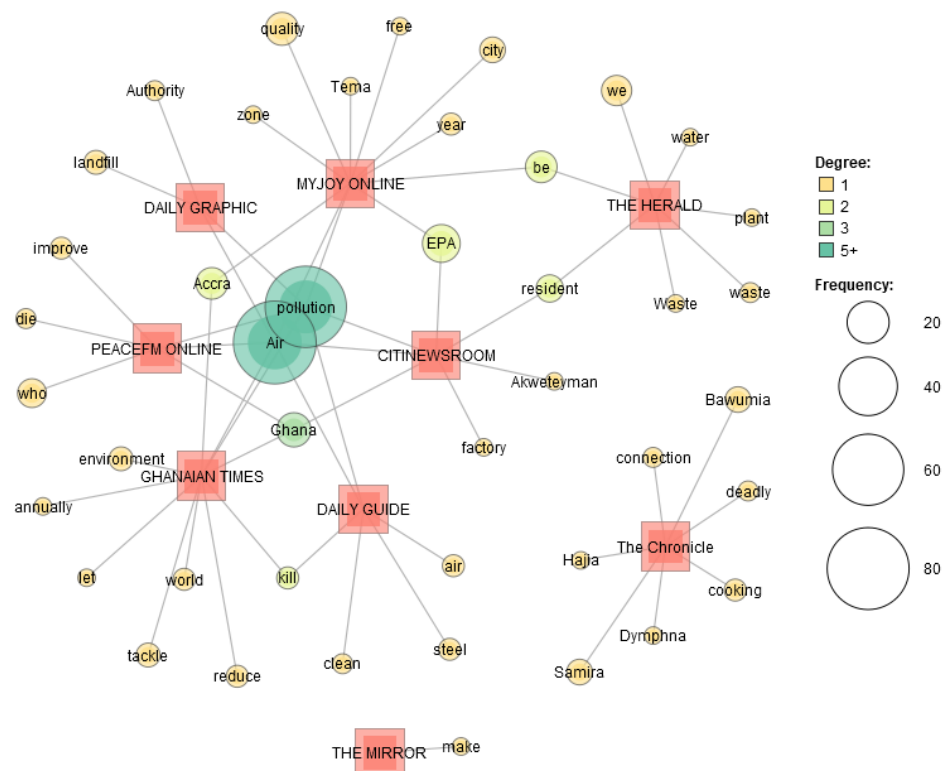 quality
free
city
Authority
Tema
we
zone
year
water
landfill
be
MYJOY ONLINE
DAILY GRAPHIC
THE HERALD
plant
improve
EPA
Accra
resident
waste
Waste
pollution
die
Air
PEACEFM ONLINE
CITINEWSROOM
Akweteyman
who
Ghana
factory
environment
GHANAIAN TIMES
annually
DAILY GUIDE
let
world
kill
air
tackle
reduce
clean
steel
Bawumia
connection
deadly
The Chronicle
Hajia
cooking
Dymphna
Samira
THE MIRROR
make
Degree:
1
2
3
5+
Frequency:
20
40
60
80